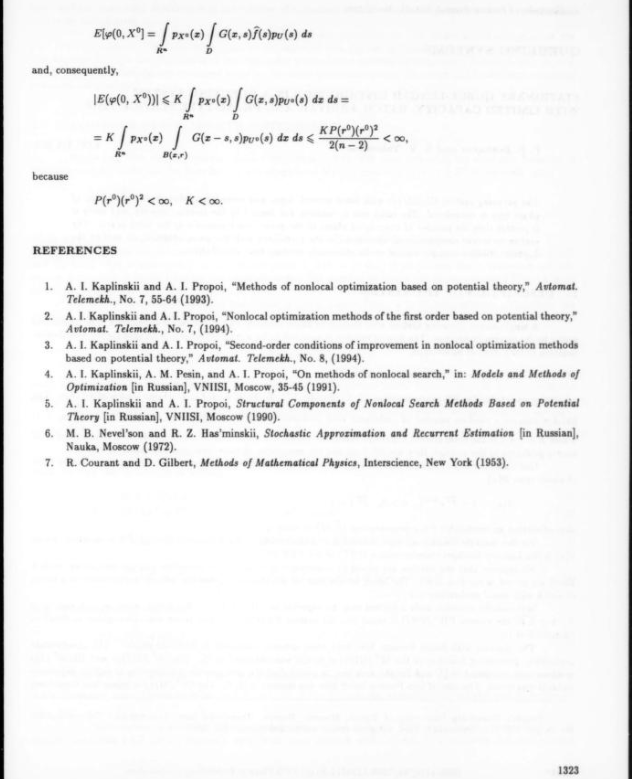 E[φ(0, X⁰] = ∫_{Rⁿ} p_{X⁰}(x) ∫_D G(x, s)f̂(s)p_U(s) ds
and, consequently,
|E(φ(0, X⁰))| ⩽ K ∫_{Rⁿ} p_{X⁰}(x) ∫_D G(x, s)p_{U⁰}(s) dx ds =
= K ∫_{Rⁿ} p_{X⁰}(x) ∫_{B(x,r)} G(x − s, s)p_{U⁰}(s) dx ds ⩽ KP(r⁰)(r⁰)²/2(n − 2) < ∞,
because
P(r⁰)(r⁰)² < ∞, K < ∞.
REFERENCES
1. A. I. Kaplinskii and A. I. Propoi, “Methods of nonlocal optimization based on potential theory,” Avtomat.
Telemekh., No. 7, 55-64 (1993).
2. A. I. Kaplinskii and A. I. Propoi, “Nonlocal optimization methods of the first order based on potential theory,”
Avtomat. Telemekh., No. 7, (1994).
3. A. I. Kaplinskii and A. I. Propoi, “Second-order conditions of improvement in nonlocal optimization methods
based on potential theory,” Avtomat. Telemekh., No. 8, (1994).
4. A. I. Kaplinskii, A. M. Pesin, and A. I. Propoi, “On methods of nonlocal search,” in: Models and Methods of
Optimization [in Russian], VNIISI, Moscow, 35-45 (1991).
5. A. I. Kaplinskii and A. I. Propoi, Structural Components of Nonlocal Search Methods Based on Potential
Theory [in Russian], VNIISI, Moscow (1990).
6. M. B. Nevel'son and R. Z. Has'minskii, Stochastic Approximation and Recurrent Estimation [in Russian],
Nauka, Moscow (1972).
7. R. Courant and D. Gilbert, Methods of Mathematical Physics, Interscience, New York (1953).
1323